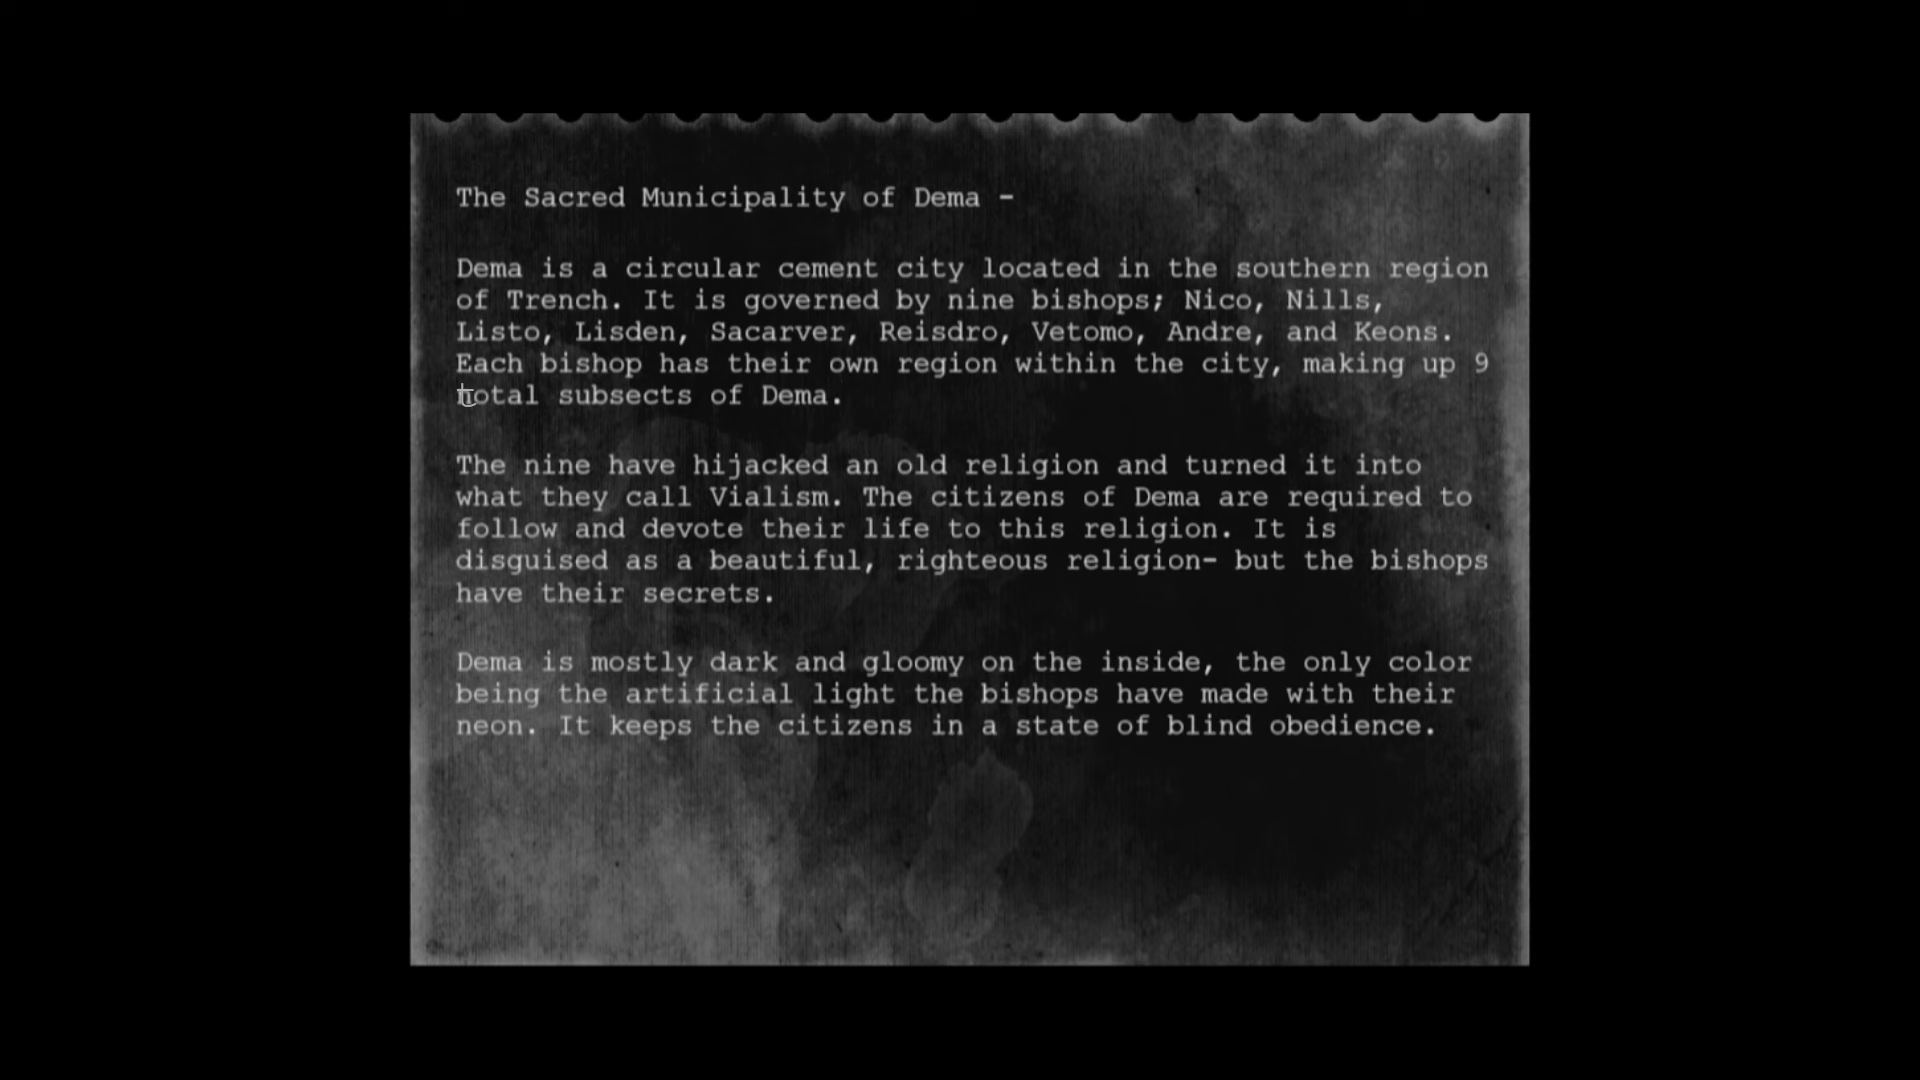 The Sacred Municipality of Dema -
Dema is a circular cement city located in the southern region
of Trench. It is governed by nine bishops; Nico, Nills,
Listo, Lisden, Sacarver, Reisdro, Vetomo, Andre, and Keons.
Each bishop has their own region within the city, making up 9
total subsects of Dema.
The nine have hijacked an old religion and turned it into
what they call Vialism. The citizens of Dema are required to
follow and devote their life to this religion. It is
disguised as a beautiful, righteous religion- but the bishops
have their secrets.
Dema is mostly dark and gloomy on the inside, the only color
being the artificial light the bishops have made with their
neon. It keeps the citizens in a state of blind obedience.